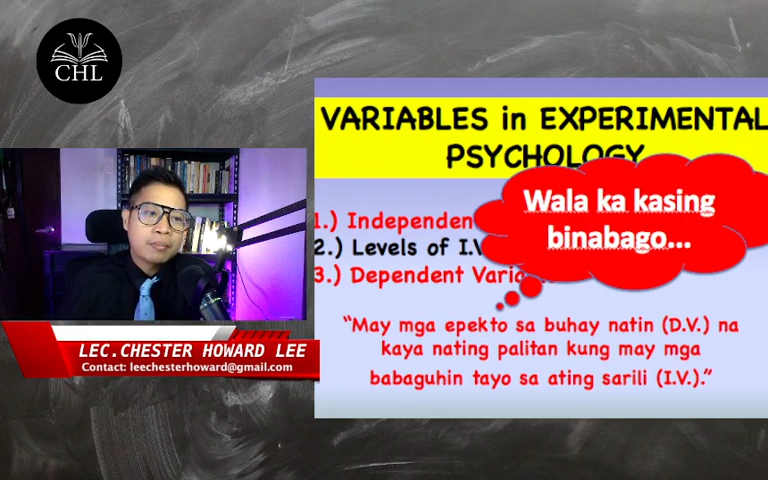 CHL
VARIABLES in EXPERIMENTAL
PSYCHOLOGY
1.) Independen
2.) Levels of I.V
3.) Dependent Varia
Wala ka kasing
binabago...
“May mga epekto sa buhay natin (D.V.) na
kaya nating palitan kung may mga
babaguhin tayo sa ating sarili (I.V.).”
LEC.CHESTER HOWARD LEE
Contact: leechesterhoward@gmail.com